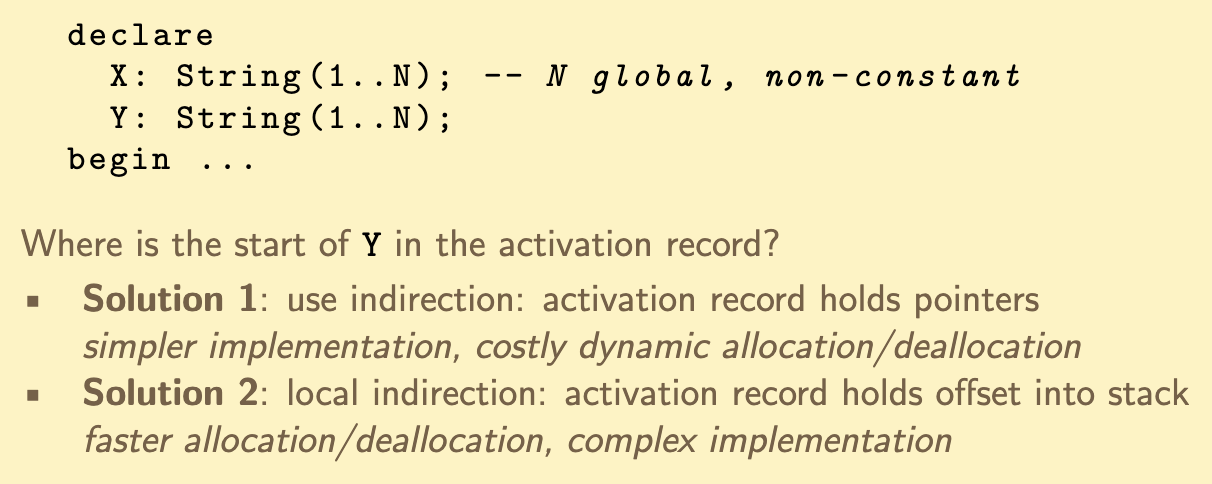 declare
X: String(1..N); -- N global, non-constant
Y: String(1..N);
begin ...
Where is the start of Y in the activation record?
▪ Solution 1: use indirection: activation record holds pointers
simpler implementation, costly dynamic allocation/deallocation
▪ Solution 2: local indirection: activation record holds offset into stack
faster allocation/deallocation, complex implementation